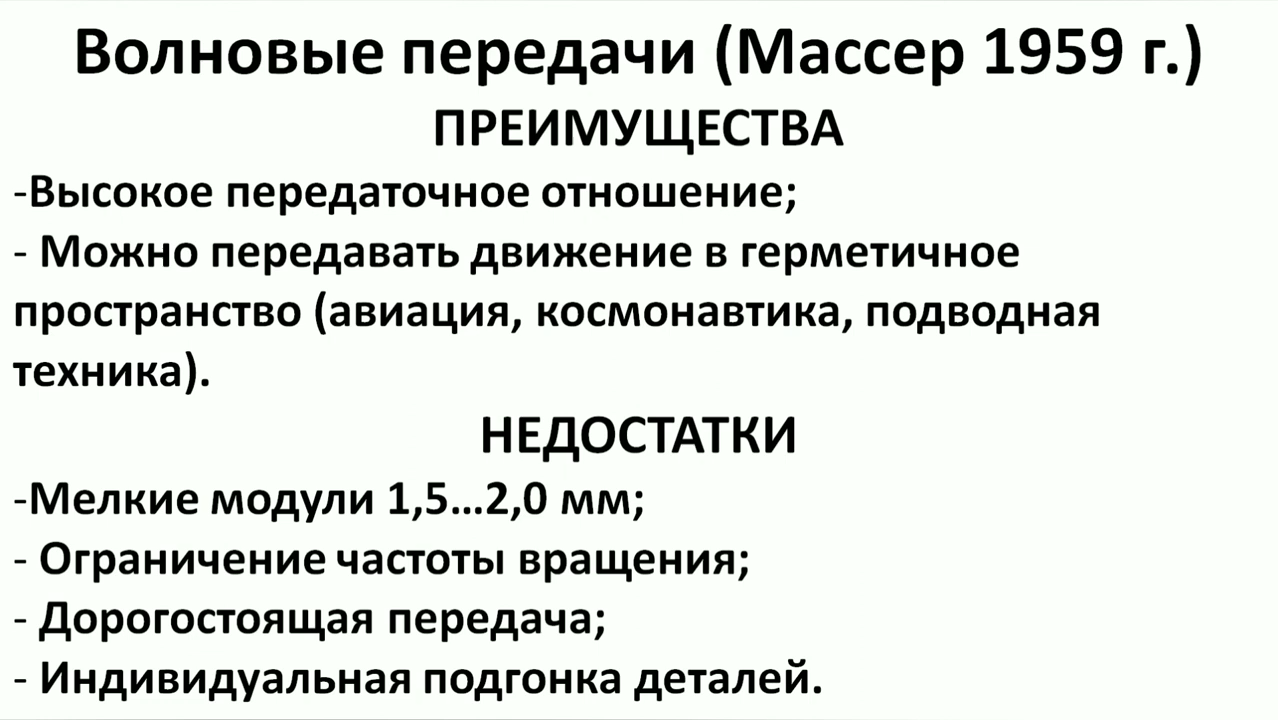 Волновые передачи (Массер 1959 г.)
ПРЕИМУЩЕСТВА
-Высокое передаточное отношение;
- Можно передавать движение в герметичное
пространство (авиация, космонавтика, подводная
техника).
НЕДОСТАТКИ
-Мелкие модули 1,5…2,0 мм;
- Ограничение частоты вращения;
- Дорогостоящая передача;
- Индивидуальная подгонка деталей.